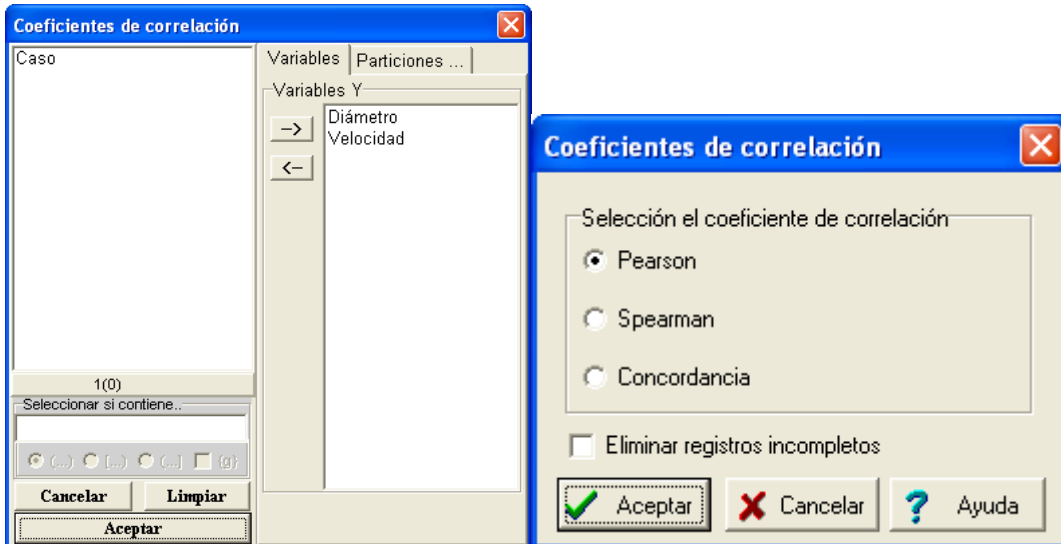 Coeficientes de correlación
Caso
1(0)
Seleccionar si contiene..
(...) [...) (...] {g}
Cancelar Limpiar
Aceptar
Variables Particiones ...
Variables Y
-->
<--
Diámetro
Velocidad
Coeficientes de correlación
Selección el coeficiente de correlación
Pearson
Spearman
Concordancia
Eliminar registros incompletos
Aceptar Cancelar ? Ayuda